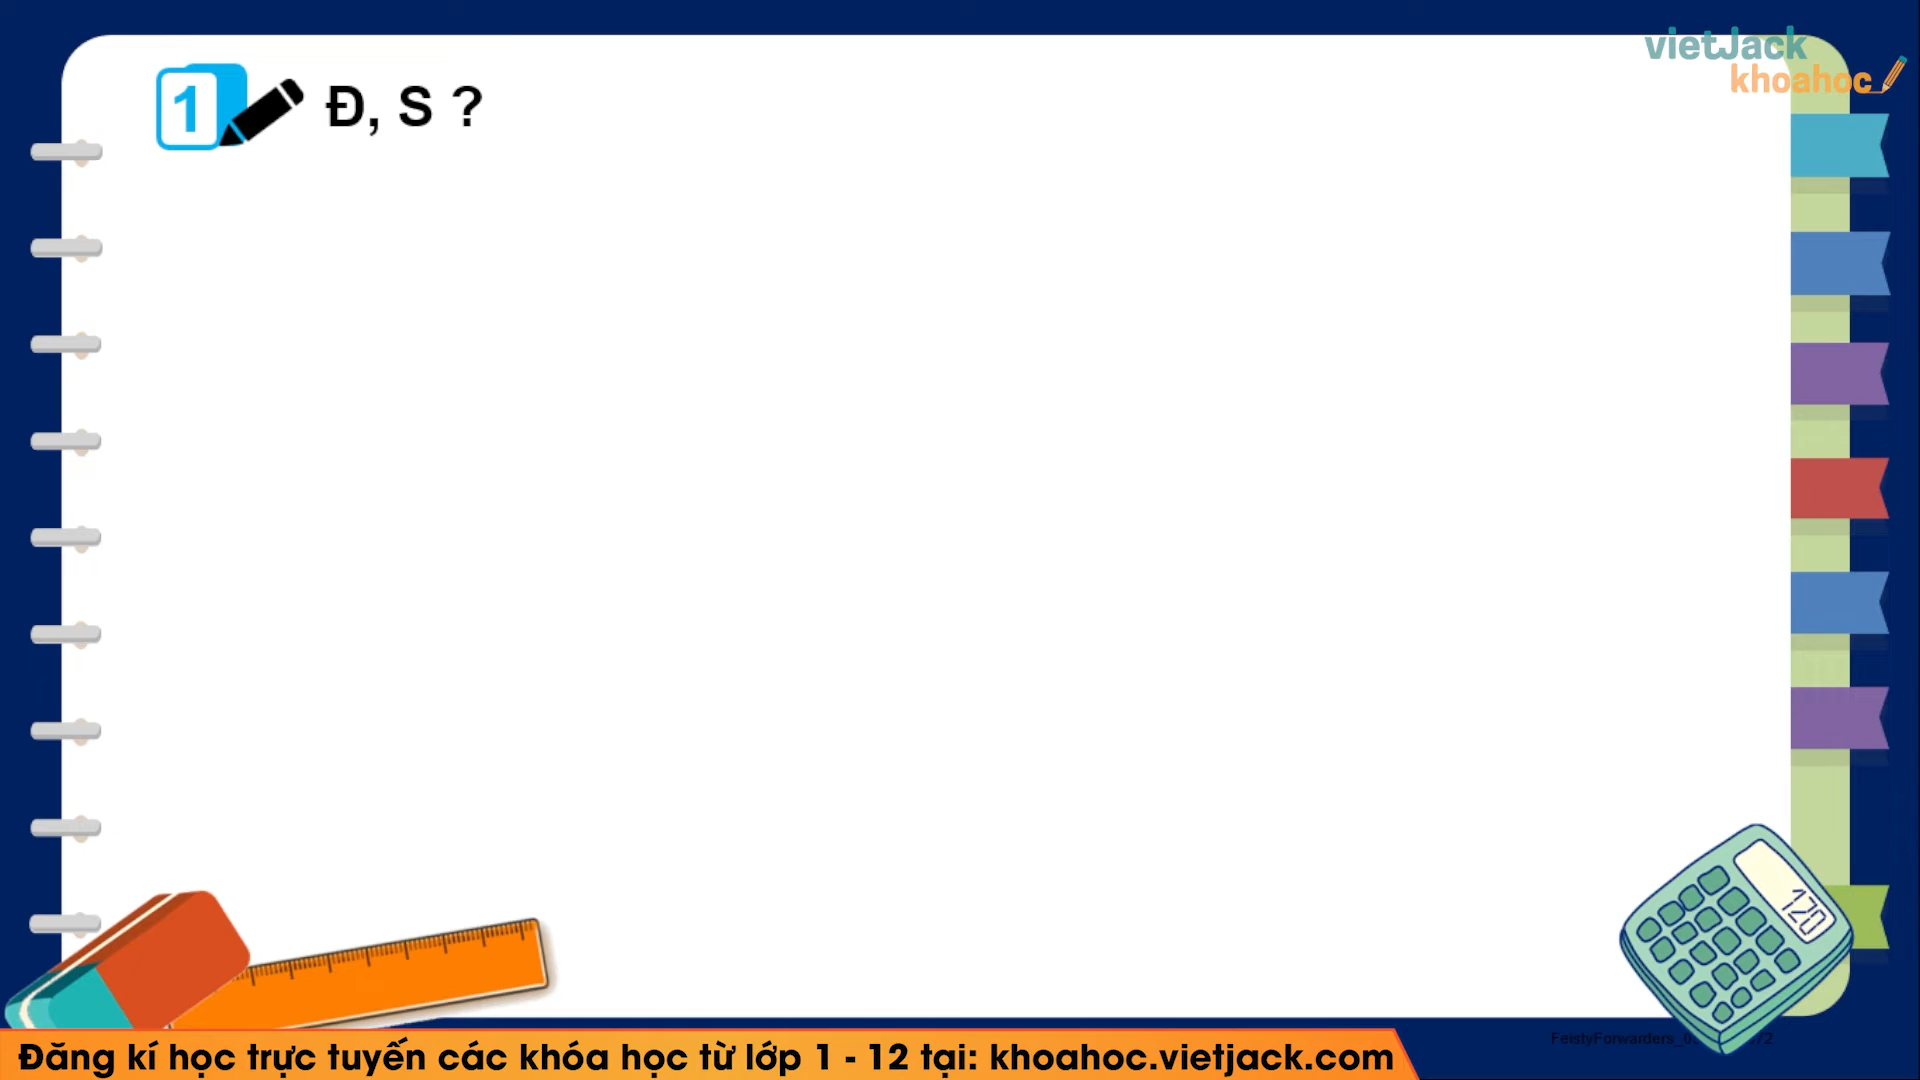 vietJack
khoahoc
1 Đ, S ?
120
Đăng kí học trực tuyến các khóa học từ lớp 1 - 12 tại: khoahoc.vietjack.com